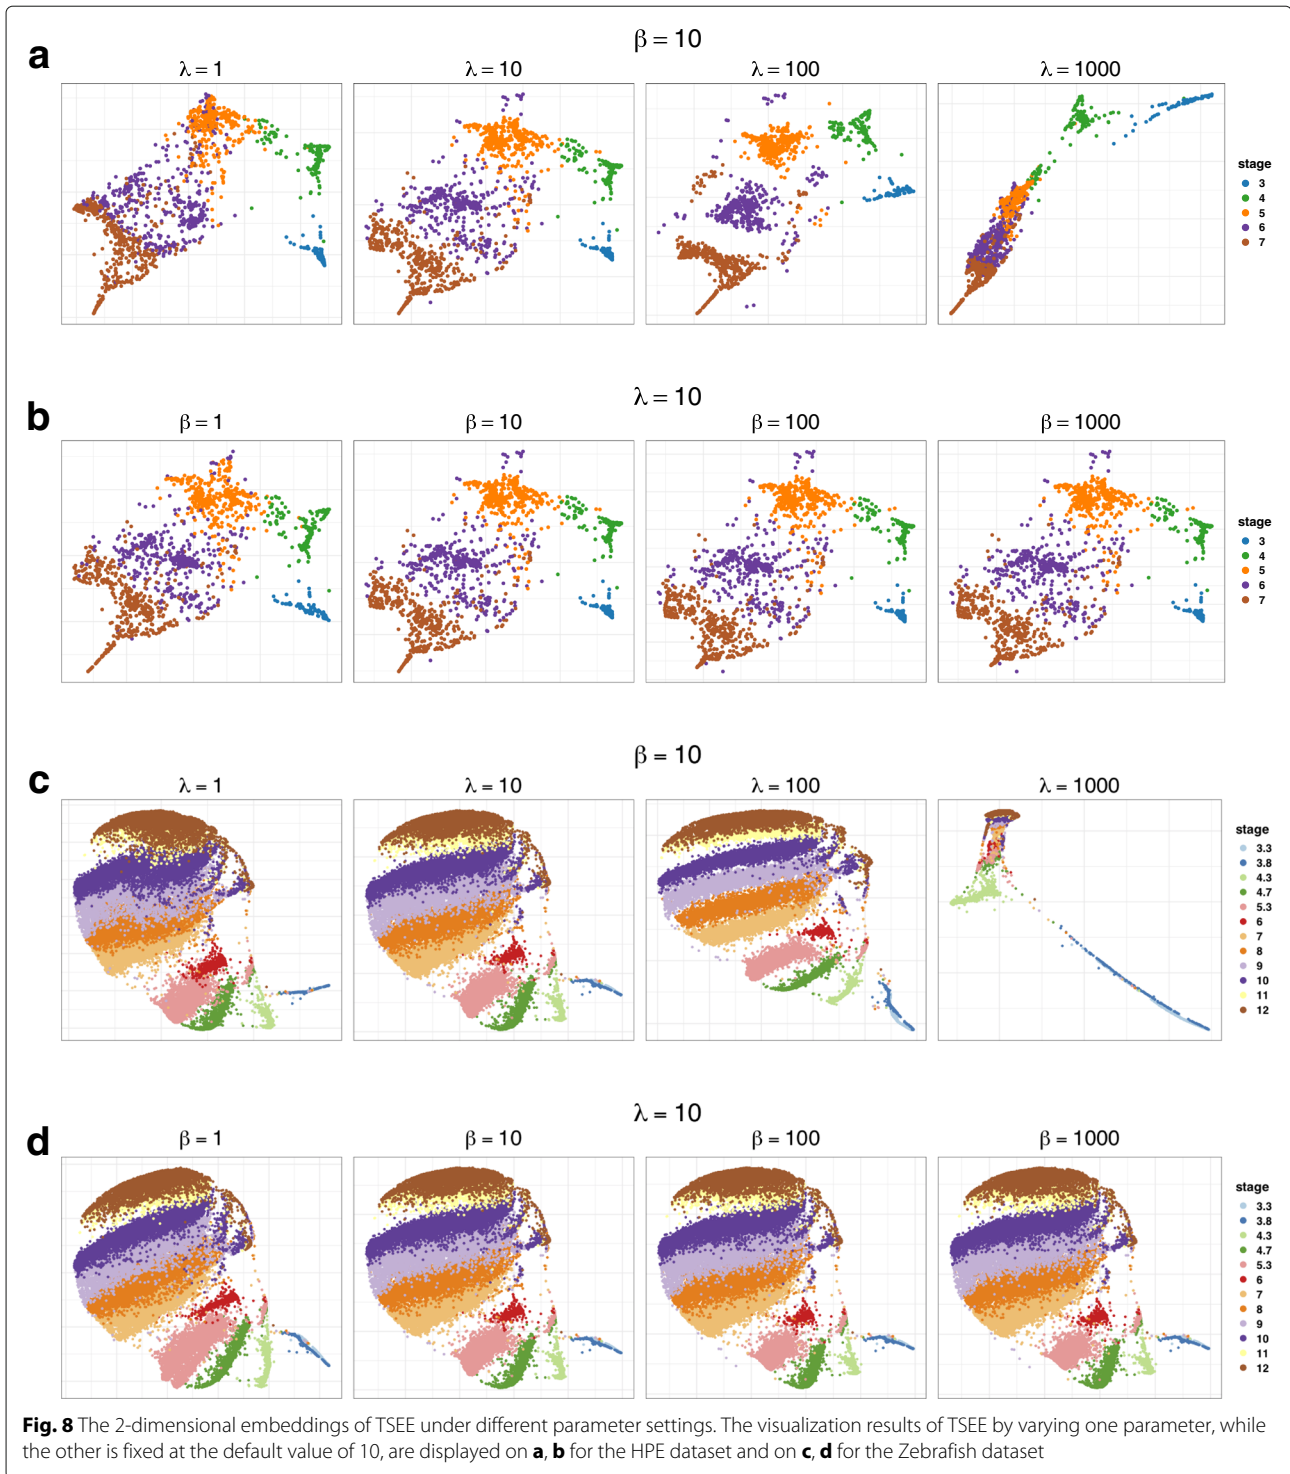 a
β = 10
λ = 1 λ = 10 λ = 100 λ = 1000
stage
3
4
5
6
7
b
λ = 10
β = 1 β = 10 β = 100 β = 1000
stage
3
4
5
6
7
c
β = 10
λ = 1 λ = 10 λ = 100 λ = 1000
stage
3.3
3.8
4.3
4.7
5.3
6
7
8
9
10
11
12
d
λ = 10
β = 1 β = 10 β = 100 β = 1000
stage
3.3
3.8
4.3
4.7
5.3
6
7
8
9
10
11
12
Fig. 8 The 2-dimensional embeddings of TSEE under different parameter settings. The visualization results of TSEE by varying one parameter, while
the other is fixed at the default value of 10, are displayed on a, b for the HPE dataset and on c, d for the Zebrafish dataset